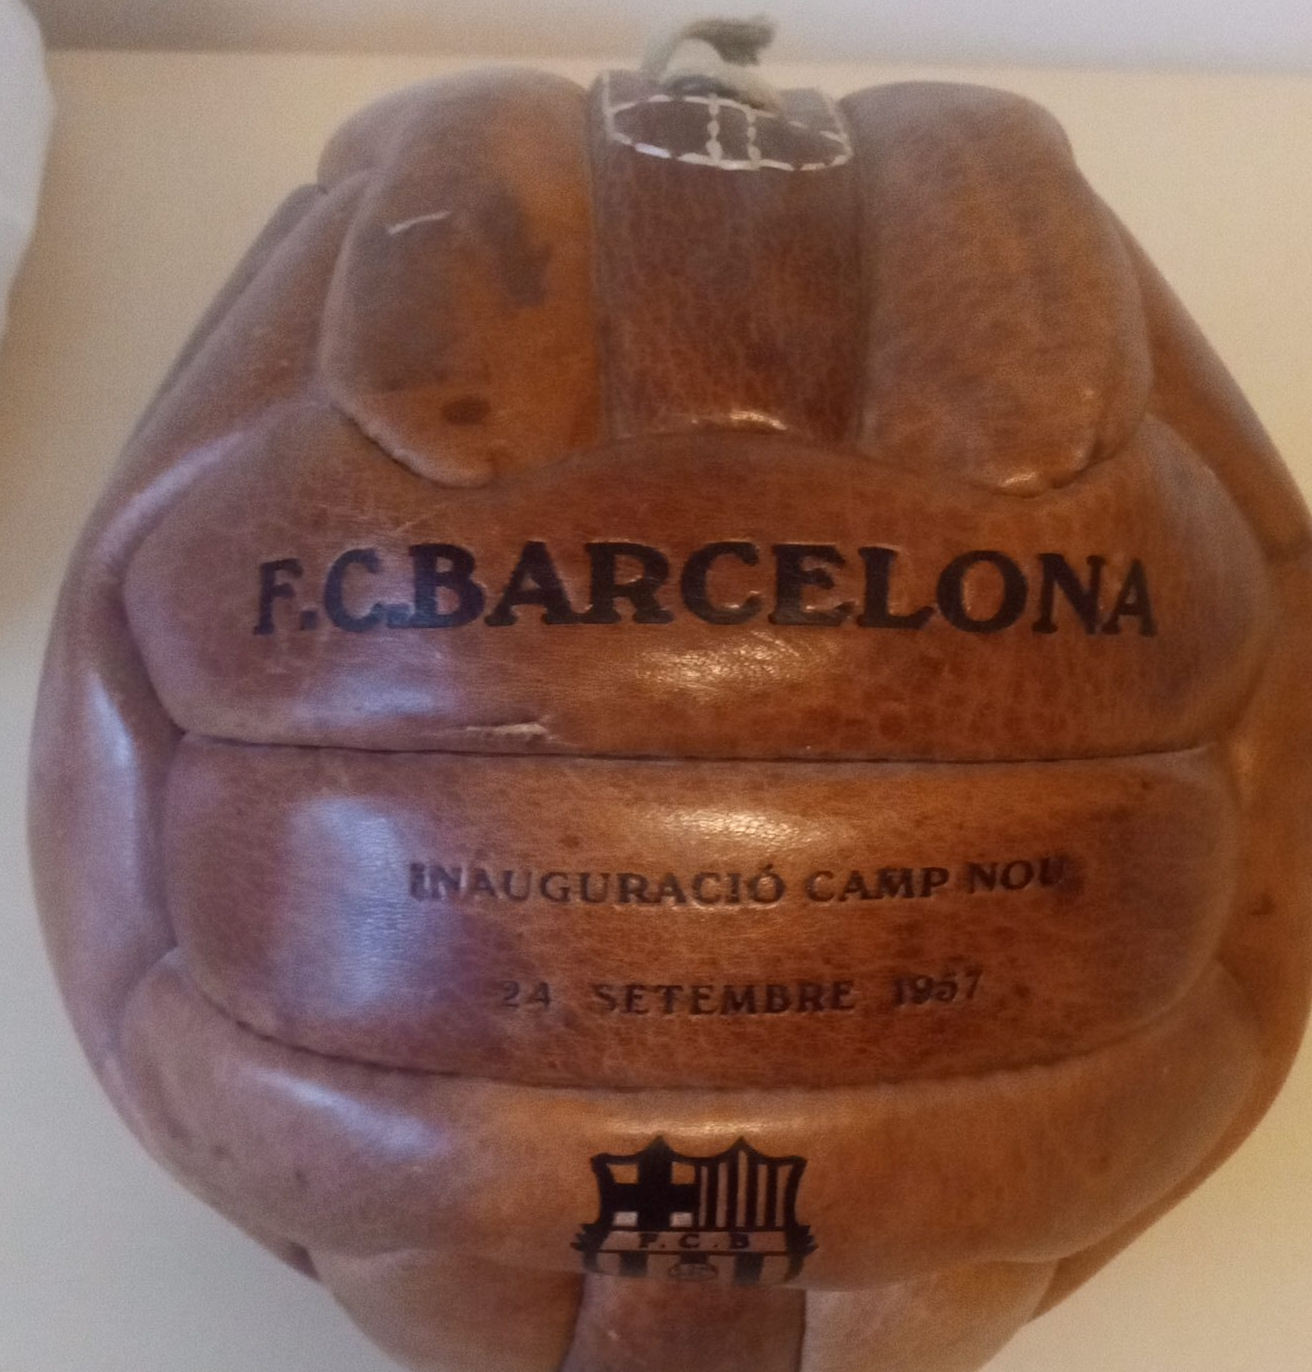 F.C.BARCELONA
INAUGURACIÓ CAMP NOU
24 SETEMBRE 1957
F.C.B